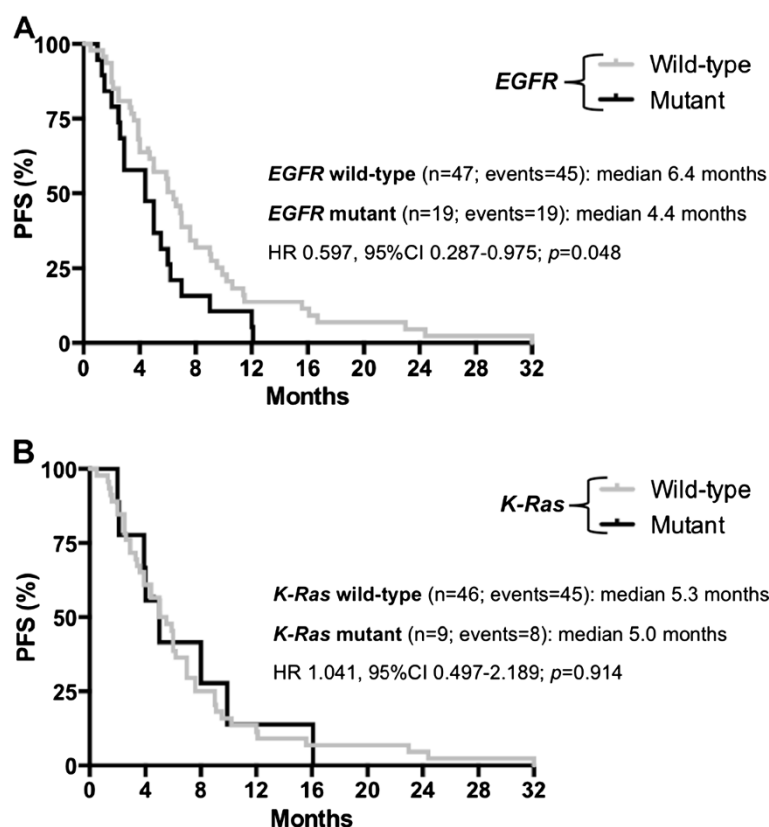 A
PFS (%)
100
75
50
25
0
0 4 8 12 16 20 24 28 32
Months
EGFR
Wild-type
Mutant
EGFR wild-type (n=47; events=45): median 6.4 months
EGFR mutant (n=19; events=19): median 4.4 months
HR 0.597, 95%CI 0.287-0.975; p=0.048
B
PFS (%)
100
75
50
25
0
0 4 8 12 16 20 24 28 32
Months
K-Ras
Wild-type
Mutant
K-Ras wild-type (n=46; events=45): median 5.3 months
K-Ras mutant (n=9; events=8): median 5.0 months
HR 1.041, 95%CI 0.497-2.189; p=0.914